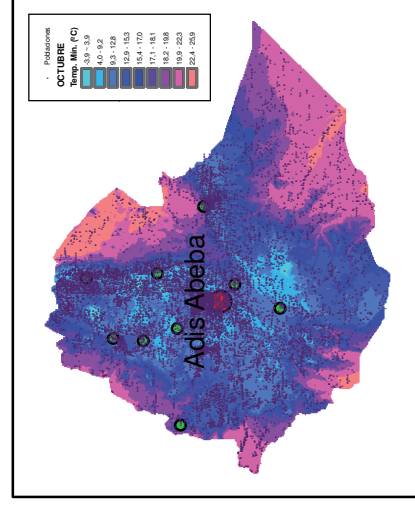 Poblaciones
OCTUBRE
Temp. Min. (ºC)
-3,9 ~ 3,9
4,0 - 9,2
9,3 - 12,8
12,9 - 15,3
15,4 - 17,0
17,1 - 18,1
18,2 - 19,8
19,9 - 22,3
22,4 - 25,9
Adis Abeba